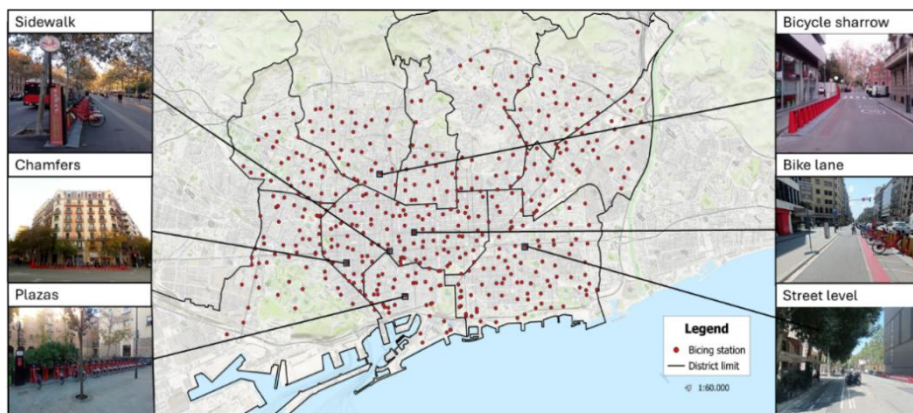 Sidewalk
Chamfers
Plazas
Bicycle sharrow
Bike lane
Street level
Legend
Bicing station
District limit
1:60.000